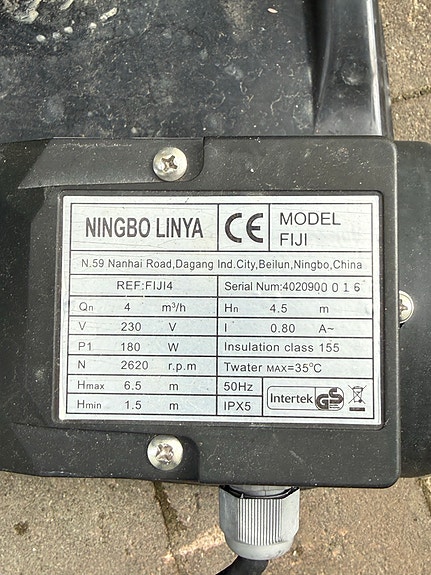 NINGBO LINYA CE MODEL FIJI
N.59 Nanhai Road,Dagang Ind.City,Beilun,Ningbo,China
REF:FIJI4 Serial Num:4020900 0 1 6
Qn 4 m³/h Hn 4.5 m
V 230 V I 0.80 A~
P1 180 W Insulation class 155
N 2620 r.p.m Twater MAX=35°C
Hmax 6.5 m 50Hz Intertek GS
Hmin 1.5 m IPX5